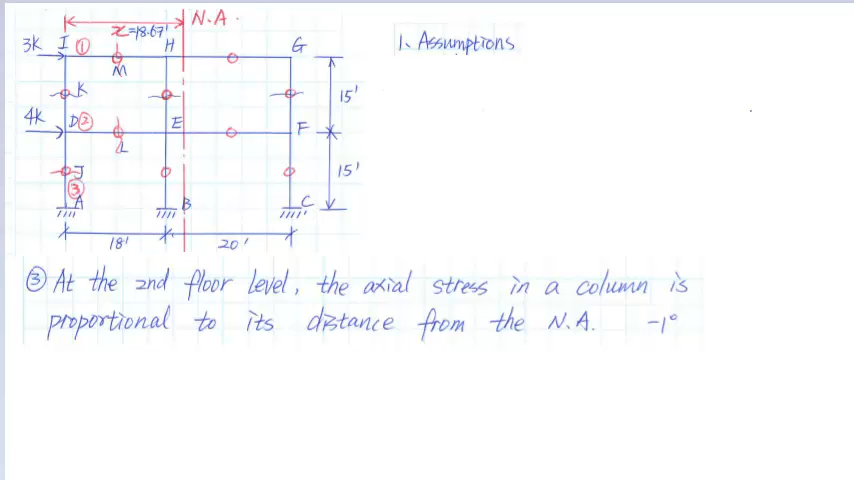 N.A.
x=18.67'
3K I ① H G
M
K
15'
4K D ② E F
L
J
15'
③
A B C
18' 20'
1. Assumptions
③ At the 2nd floor level, the axial stress in a column is
proportional to its distance from the N.A. -1°